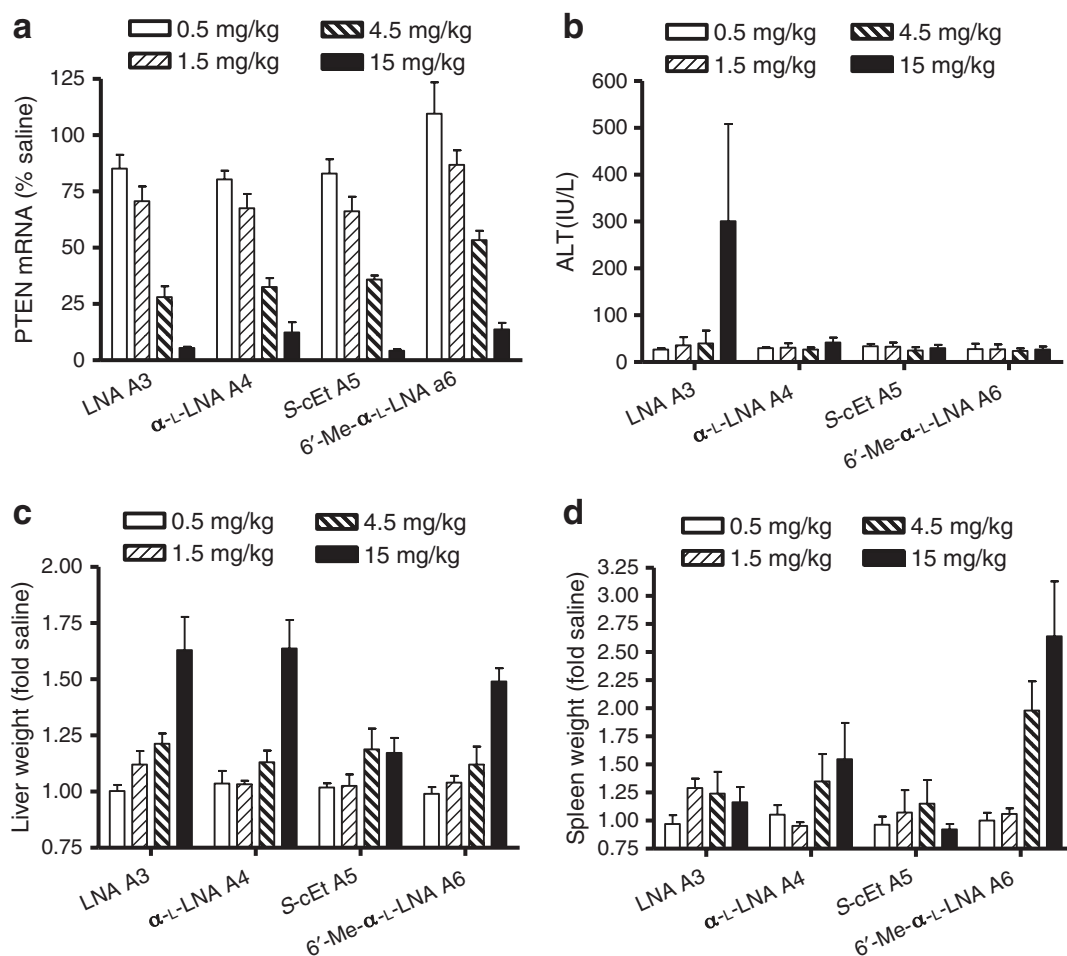 a
0.5 mg/kg 4.5 mg/kg
1.5 mg/kg 15 mg/kg
PTEN mRNA (% saline)
125
100
75
50
25
0
LNA A3
α-L-LNA A4
S-cEt A5
6′-Me-α-L-LNA a6
b
0.5 mg/kg 4.5 mg/kg
1.5 mg/kg 15 mg/kg
ALT(IU/L)
600
500
400
300
200
100
50
0
LNA A3
α-L-LNA A4
S-cEt A5
6′-Me-α-L-LNA A6
c
0.5 mg/kg 4.5 mg/kg
1.5 mg/kg 15 mg/kg
Liver weight (fold saline)
2.00
1.75
1.50
1.25
1.00
0.75
LNA A3
α-L-LNA A4
S-cEt A5
6′-Me-α-L-LNA A6
d
0.5 mg/kg 4.5 mg/kg
1.5 mg/kg 15 mg/kg
Spleen weight (fold saline)
3.25
3.00
2.75
2.50
2.25
2.00
1.75
1.50
1.25
1.00
0.75
LNA A3
α-L-LNA A4
S-cEt A5
6′-Me-α-L-LNA A6